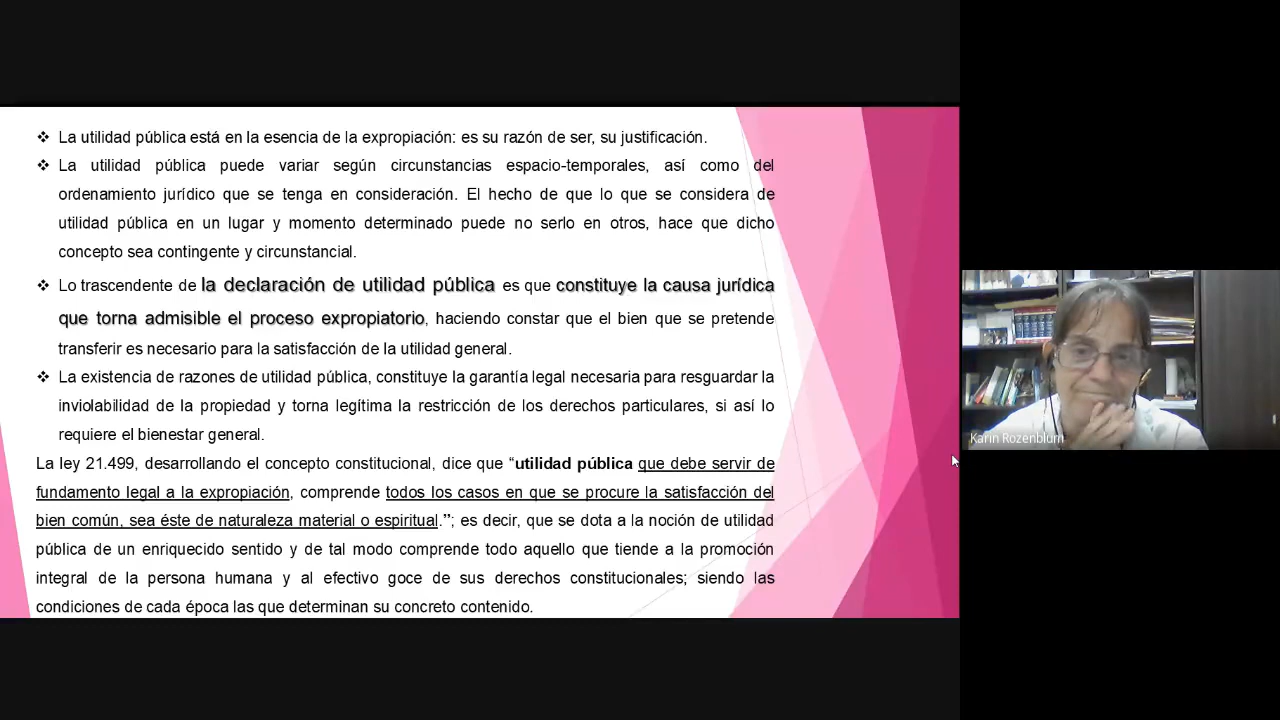 ❖ La utilidad pública está en la esencia de la expropiación: es su razón de ser, su justificación.
❖ La utilidad pública puede variar según circunstancias espacio-temporales, así como del
ordenamiento jurídico que se tenga en consideración. El hecho de que lo que se considera de
utilidad pública en un lugar y momento determinado puede no serlo en otros, hace que dicho
concepto sea contingente y circunstancial.
❖ Lo trascendente de la declaración de utilidad pública es que constituye la causa jurídica
que torna admisible el proceso expropiatorio, haciendo constar que el bien que se pretende
transferir es necesario para la satisfacción de la utilidad general.
❖ La existencia de razones de utilidad pública, constituye la garantía legal necesaria para resguardar la
inviolabilidad de la propiedad y torna legítima la restricción de los derechos particulares, si así lo
requiere el bienestar general.
La ley 21.499, desarrollando el concepto constitucional, dice que “utilidad pública que debe servir de
fundamento legal a la expropiación, comprende todos los casos en que se procure la satisfacción del
bien común, sea éste de naturaleza material o espiritual.”; es decir, que se dota a la noción de utilidad
pública de un enriquecido sentido y de tal modo comprende todo aquello que tiende a la promoción
integral de la persona humana y al efectivo goce de sus derechos constitucionales; siendo las
condiciones de cada época las que determinan su concreto contenido.
Karin Rozenblum